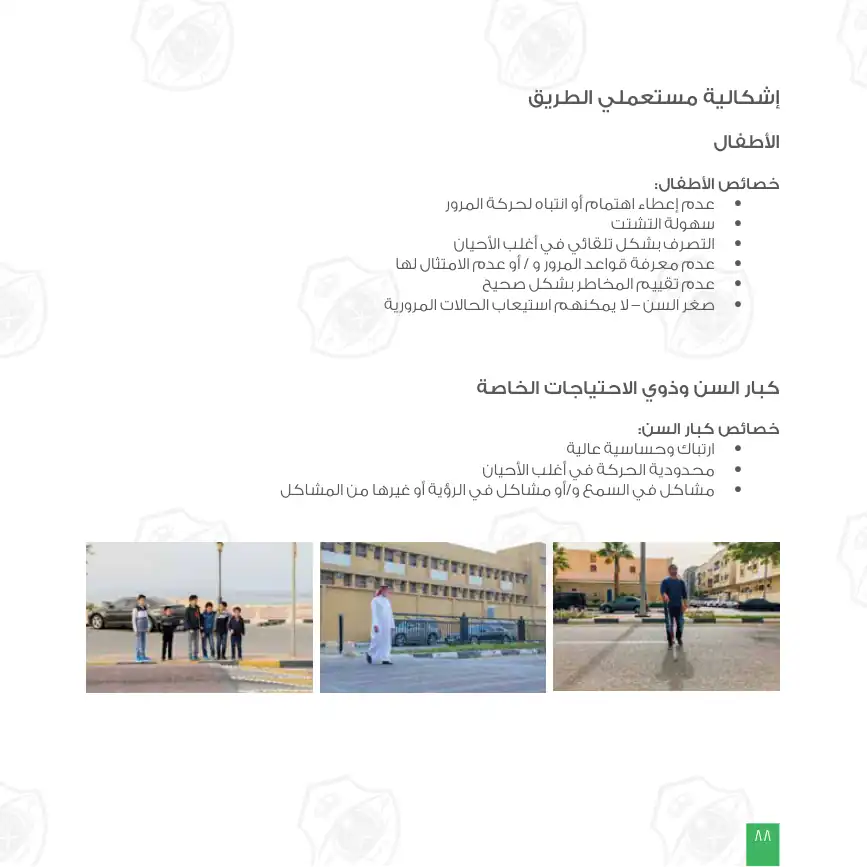 إشكالية مستعملي الطريق
الأطفال
خصائص الأطفال:
• عدم إعطاء اهتمام أو انتباه لحركة المرور
• سهولة التشتت
• التصرف بشكل تلقائي في أغلب الأحيان
• عدم معرفة قواعد المرور و / أو عدم الامتثال لها
• عدم تقييم المخاطر بشكل صحيح
• صغر السن – لا يمكنهم استيعاب الحالات المرورية
كبار السن وذوي الاحتياجات الخاصة
خصائص كبار السن:
• ارتباك وحساسية عالية
• محدودية الحركة في أغلب الأحيان
• مشاكل في السمع و/أو مشاكل في الرؤية أو غيرها من المشاكل
٨٨